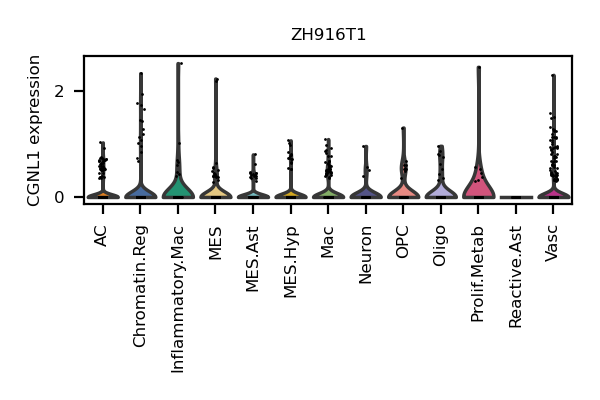 ZH916T1
CGNL1 expression
2
0
AC
Chromatin.Reg
Inflammatory.Mac
MES
MES.Ast
MES.Hyp
Mac
Neuron
OPC
Oligo
Prolif.Metab
Reactive.Ast
Vasc